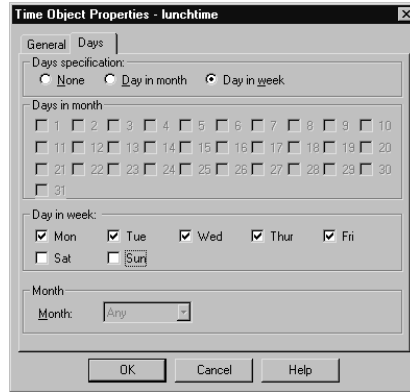 Time Object Properties - lunchtime
General Days
Days specification:
None Day in month Day in week
Days in month
1 2 3 4 5 6 7 8 9 10
11 12 13 14 15 16 17 18 19 20
21 22 23 24 25 26 27 28 29 30
31
Day in week:
Mon Tue Wed Thur Fri
Sat Sun
Month
Month: Any
OK Cancel Help